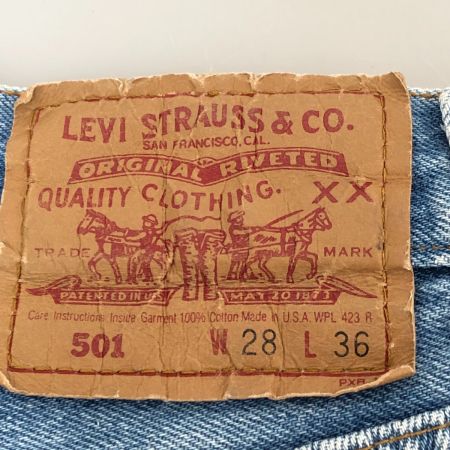 LEVI STRAUSS & CO.
SAN FRANCISCO, CAL.
ORIGINAL RIVETED
QUALITY CLOTHING. XX
TRADE MARK
PATENTED IN U.S. MAY 20 1873
Care Instructions Inside Garment 100% Cotton Made in U.S.A. WPL 423 R
501 W 28 L 36